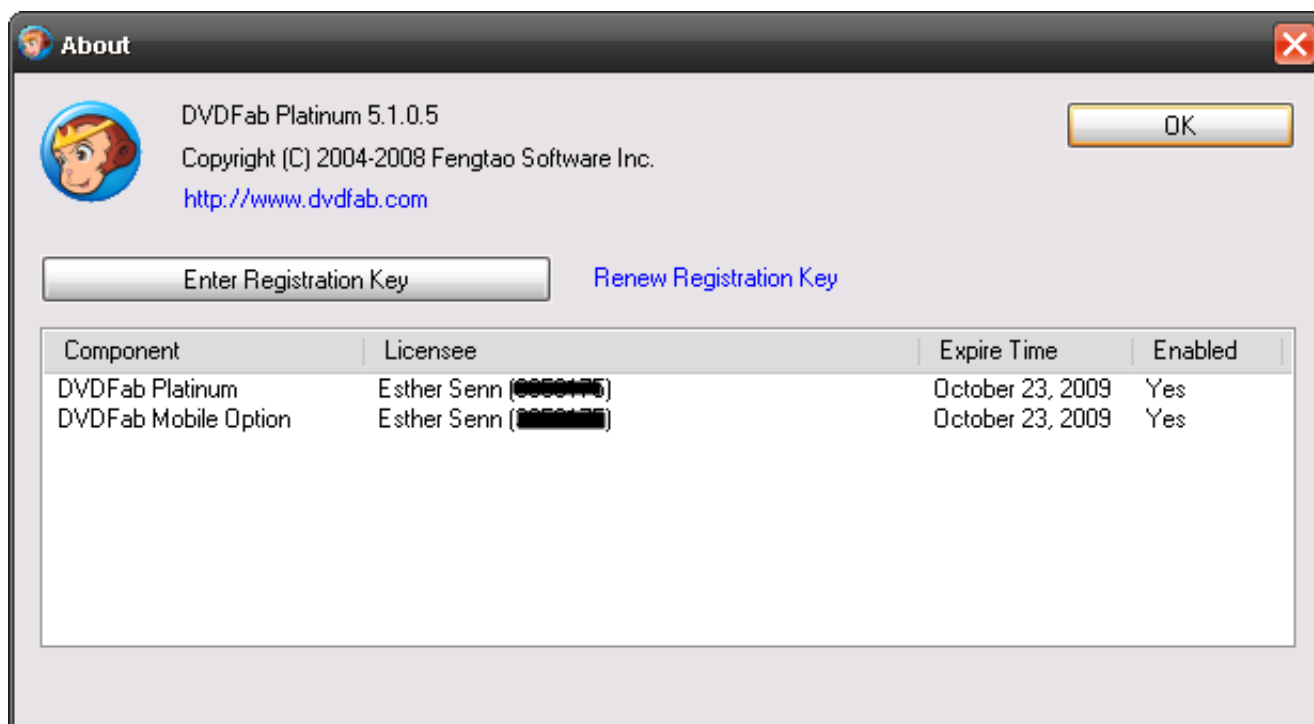 About
DVDFab Platinum 5.1.0.5
OK
Copyright (C) 2004-2008 Fengtao Software Inc.
http://www.dvdfab.com
Enter Registration Key Renew Registration Key
Component Licensee Expire Time Enabled
DVDFab Platinum Esther Senn ( ) October 23, 2009 Yes
DVDFab Mobile Option Esther Senn ( ) October 23, 2009 Yes